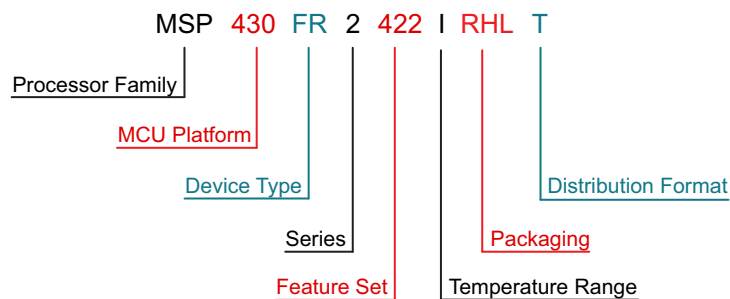 MSP 430 FR 2 422 I RHL T
Processor Family
MCU Platform
Device Type
Distribution Format
Series
Packaging
Feature Set
Temperature Range